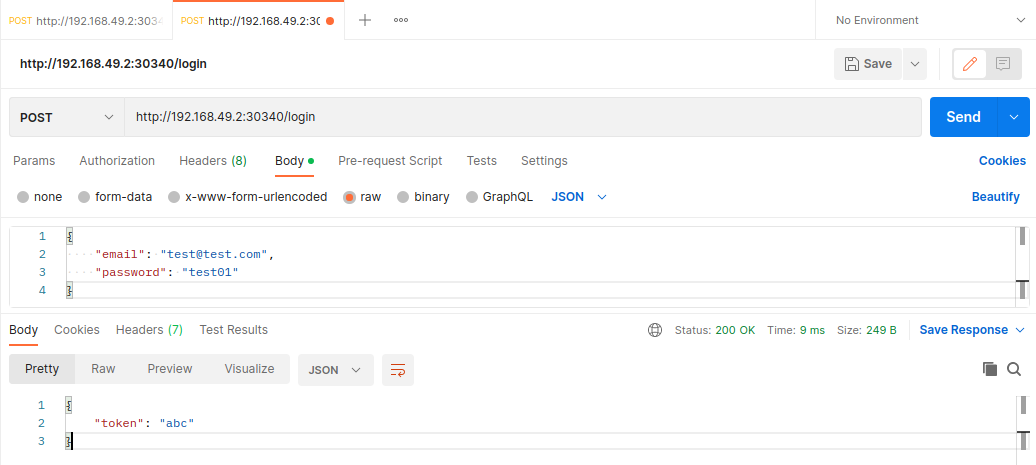 POST http://192.168.49.2:3034
POST http://192.168.49.2:30
No Environment
http://192.168.49.2:30340/login
Save
POST http://192.168.49.2:30340/login
Send
Params Authorization Headers (8) Body Pre-request Script Tests Settings Cookies
none form-data x-www-form-urlencoded raw binary GraphQL JSON Beautify
1 {
2 "email": "test@test.com",
3 "password": "test01"
4 }
Body Cookies Headers (7) Test Results Status: 200 OK Time: 9 ms Size: 249 B Save Response
Pretty Raw Preview Visualize JSON
1 {
2 "token": "abc"
3 }